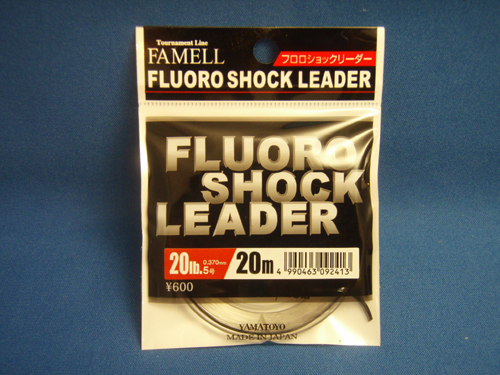 Tournament Line
FAMELL
フロロショックリーダー
FLUORO SHOCK LEADER
FLUORO
SHOCK
LEADER
20lb. 0.370mm 5号 20m
4 990463 092413
¥600
YAMATOYO
MADE IN JAPAN